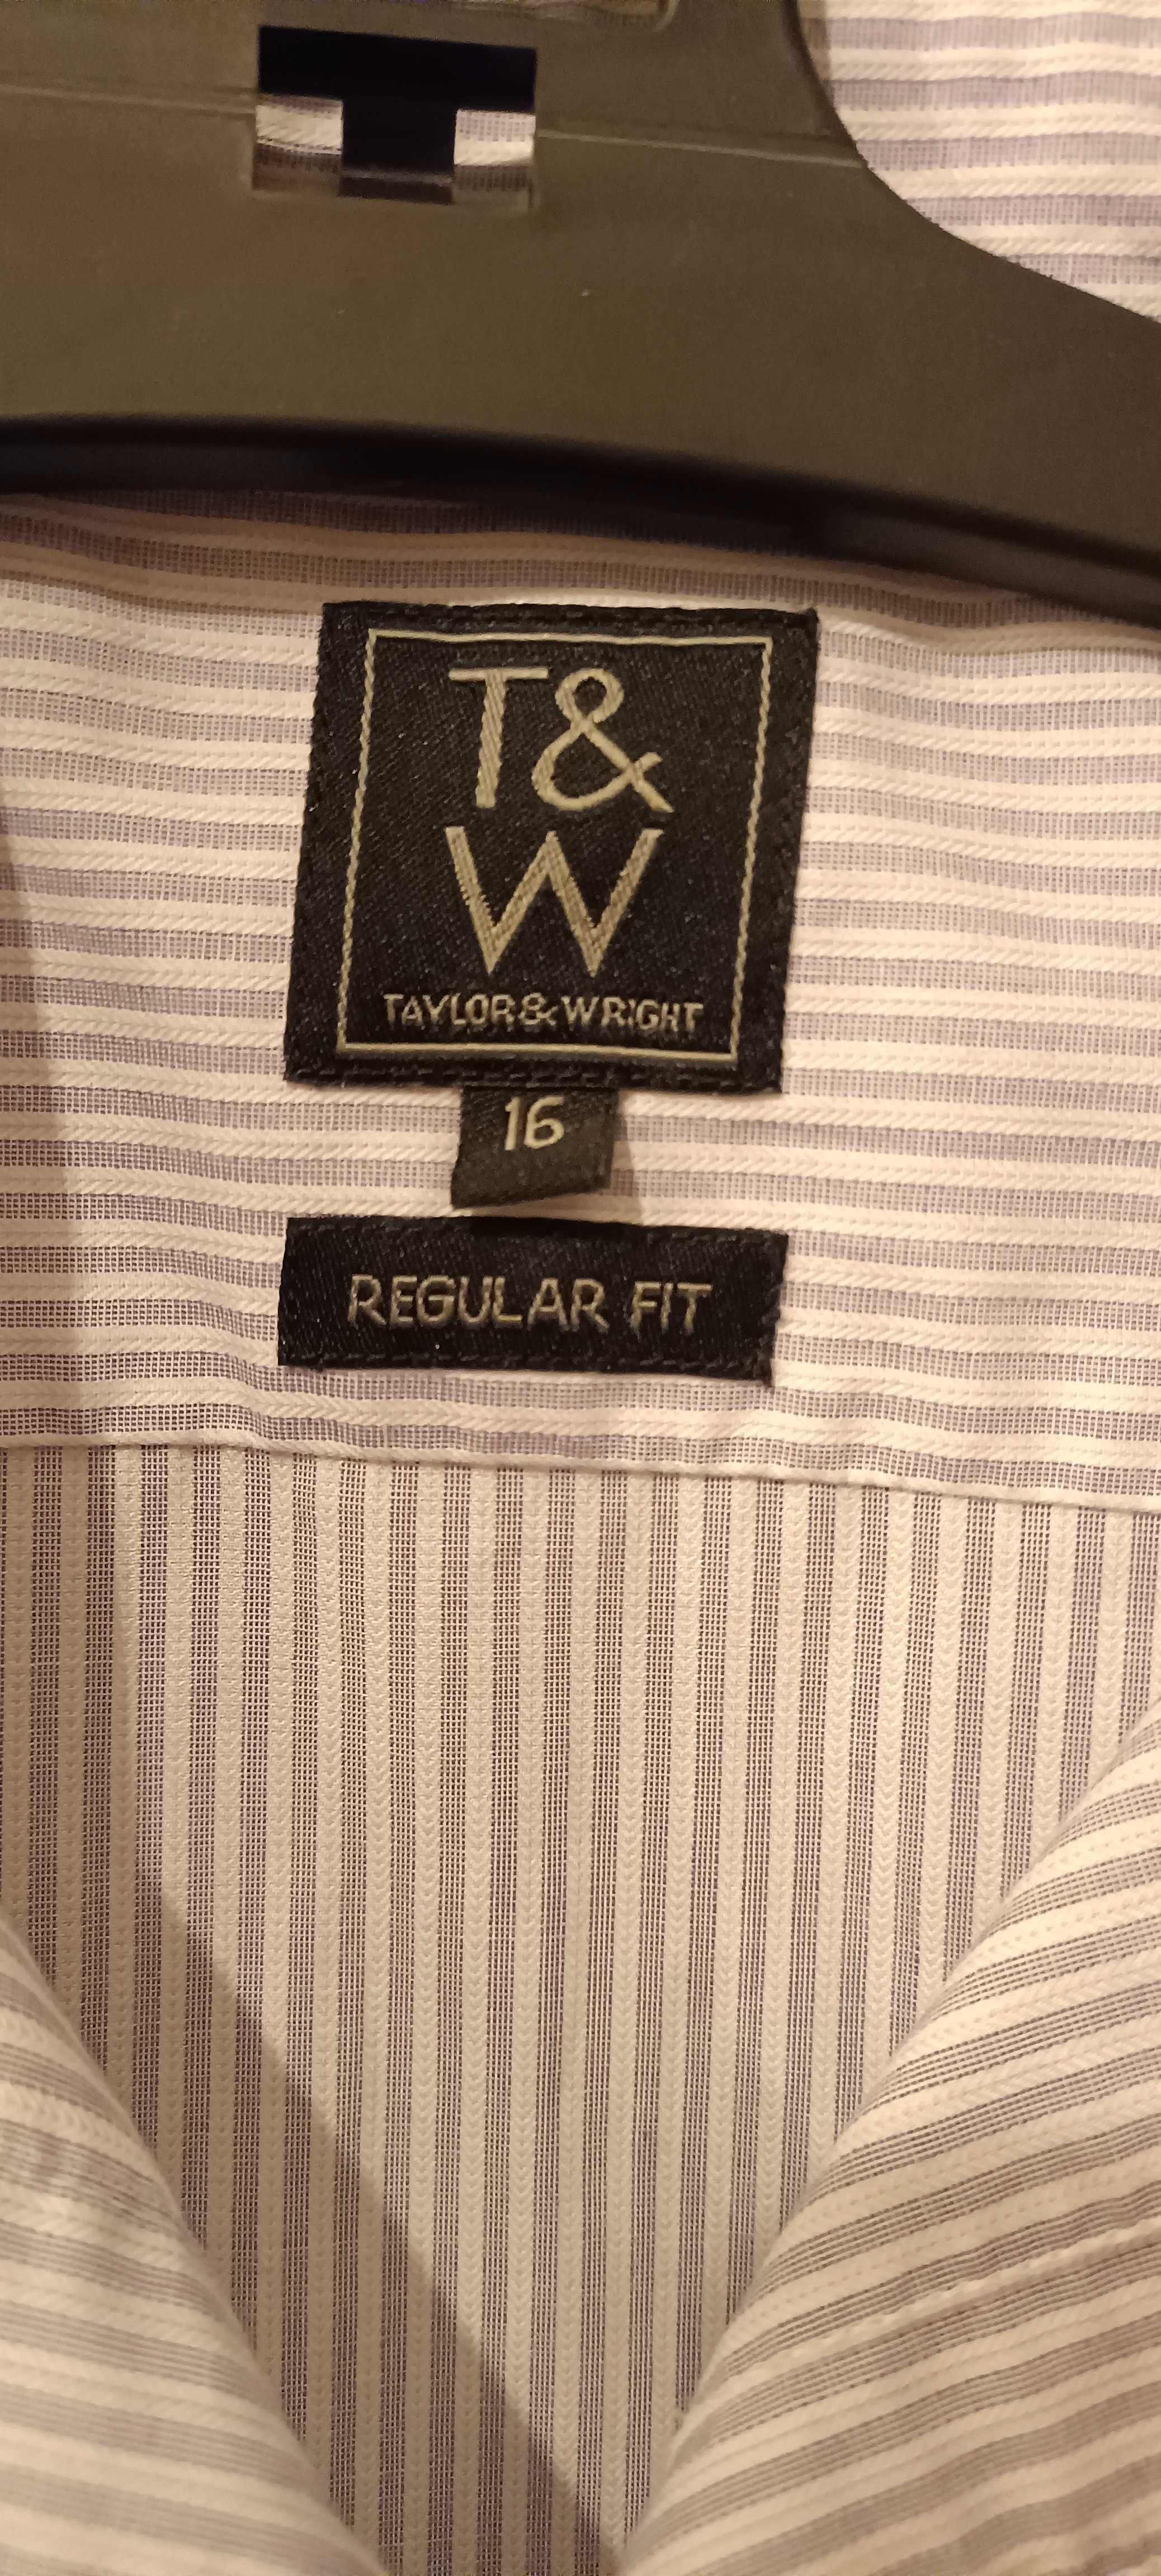 T&
W
TAYLOR & WRIGHT
16
REGULAR FIT